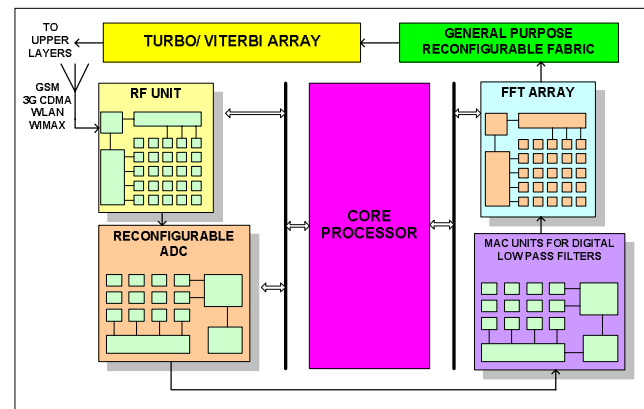 TO
UPPER
LAYERS
TURBO/ VITERBI ARRAY
GENERAL PURPOSE
RECONFIGURABLE FABRIC
GSM
3G CDMA
WLAN
WIMAX
RF UNIT
FFT ARRAY
CORE
PROCESSOR
RECONFIGURABLE
ADC
MAC UNITS FOR DIGITAL
LOW PASS FILTERS